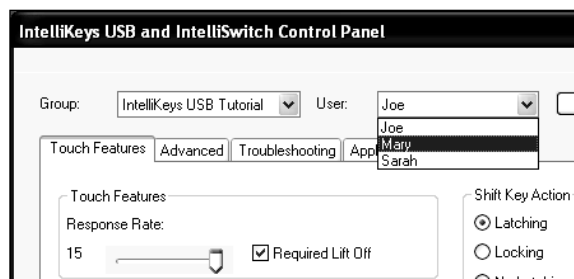 IntelliKeys USB and IntelliSwitch Control Panel
Group: IntelliKeys USB Tutorial User: Joe
Joe
Mary
Sarah
Touch Features Advanced Troubleshooting
Touch Features
Response Rate:
15 Required Lift Off
Shift Key Action
Latching
Locking